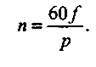 n = 60f/p.